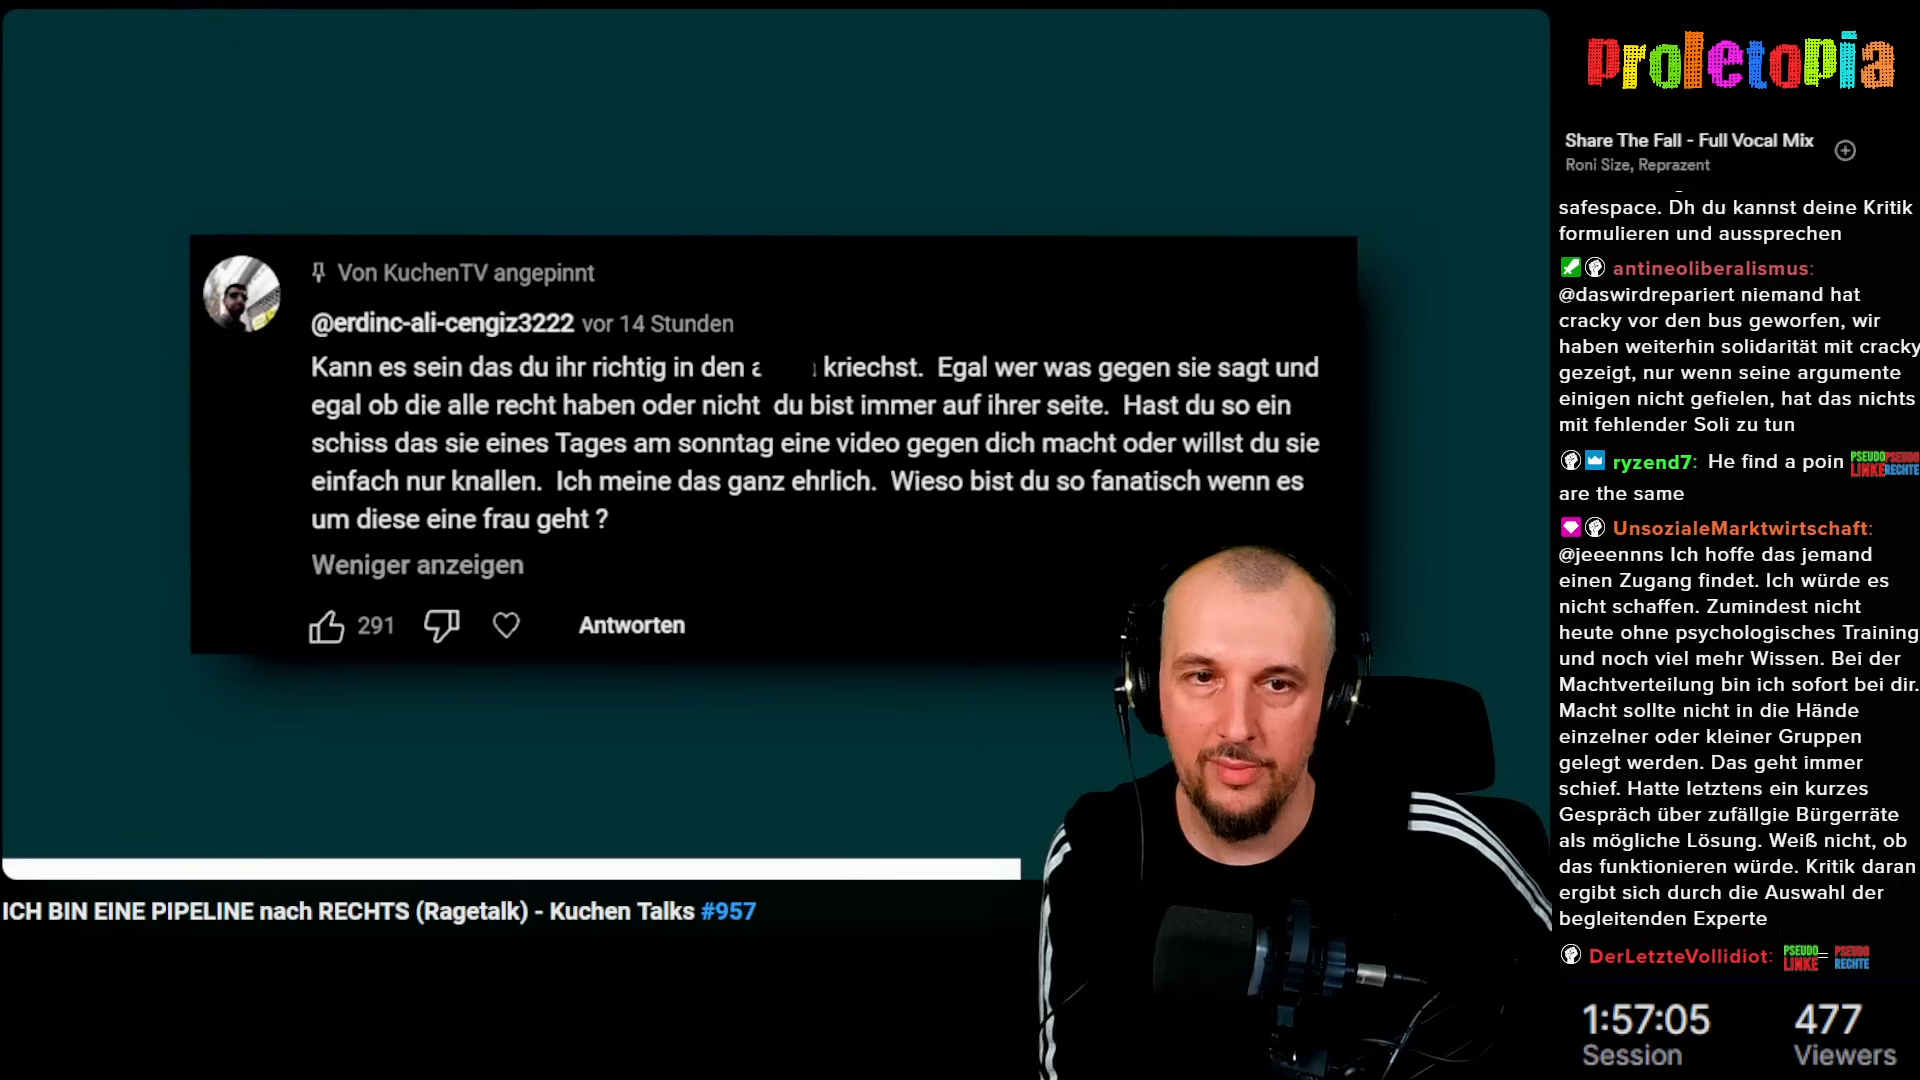 Proletopia
Share The Fall - Full Vocal Mix
Roni Size, Reprazent
Von KuchenTV angepinnt
@erdinc-ali-cengiz3222 vor 14 Stunden
Kann es sein das du ihr richtig in den kriechst. Egal wer was gegen sie sagt und
egal ob die alle recht haben oder nicht du bist immer auf ihrer seite. Hast du so ein
schiss das sie eines Tages am sonntag eine video gegen dich macht oder willst du sie
einfach nur knallen. Ich meine das ganz ehrlich. Wieso bist du so fanatisch wenn es
um diese eine frau geht ?
Weniger anzeigen
291
Antworten
ICH BIN EINE PIPELINE nach RECHTS (Ragetalk) - Kuchen Talks #957
safespace. Dh du kannst deine Kritik
formulieren und aussprechen
antineoliberalismus:
@daswirdrepariert niemand hat
cracky vor den bus geworfen, wir
haben weiterhin solidarität mit cracky
gezeigt, nur wenn seine argumente
einigen nicht gefielen, hat das nichts
mit fehlender Soli zu tun
ryzend7: He find a poin PSEUDO LINKE PSEUDO RECHTE
are the same
UnsozialeMarktwirtschaft:
@jeeennns Ich hoffe das jemand
einen Zugang findet. Ich würde es
nicht schaffen. Zumindest nicht
heute ohne psychologisches Training
und noch viel mehr Wissen. Bei der
Machtverteilung bin ich sofort bei dir.
Macht sollte nicht in die Hände
einzelner oder kleiner Gruppen
gelegt werden. Das geht immer
schief. Hatte letztens ein kurzes
Gespräch über zufällgie Bürgerräte
als mögliche Lösung. Weiß nicht, ob
das funktionieren würde. Kritik daran
ergibt sich durch die Auswahl der
begleitenden Experte
DerLetzteVollidiot: PSEUDO LINKE = PSEUDO RECHTE
1:57:05
Session
477
Viewers